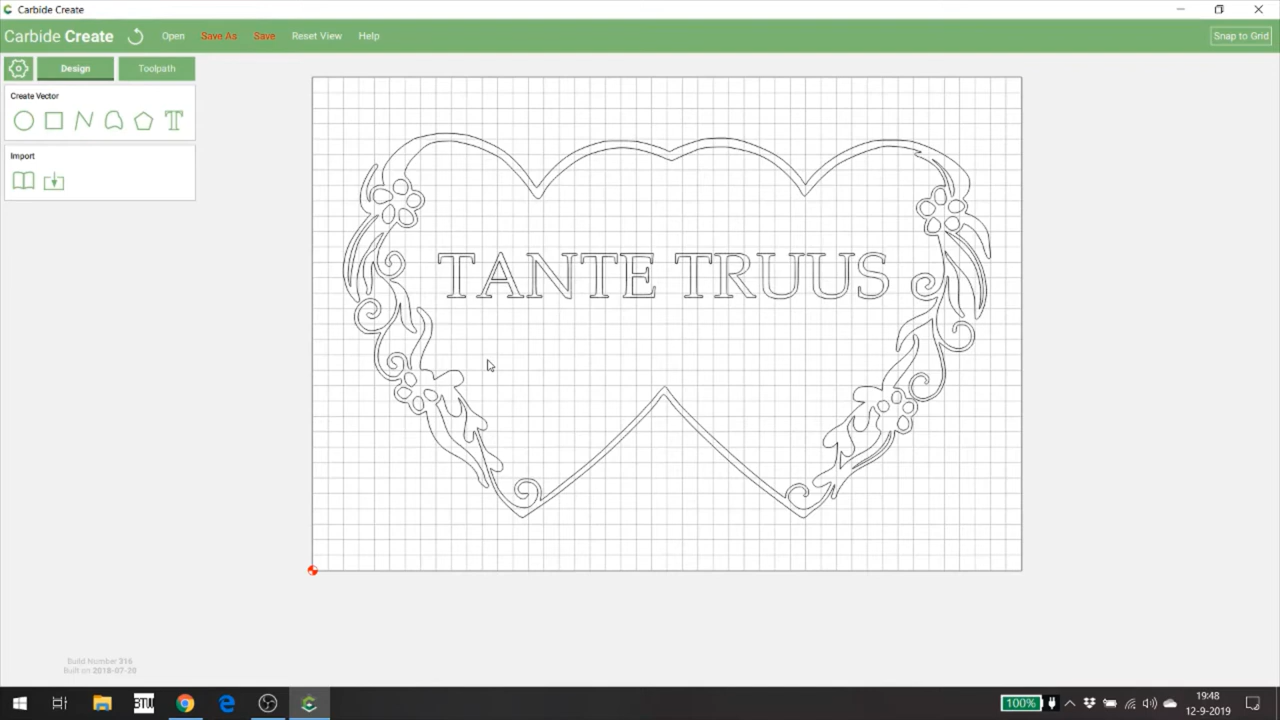 Carbide Create
Carbide Create Open Save As Save Reset View Help Snap to Grid
Design Toolpath
Create Vector
T
Import
TANTE TRUUS
Build Number 316
Built on 2018-07-20
BTW
100%
19:48
12-9-2019